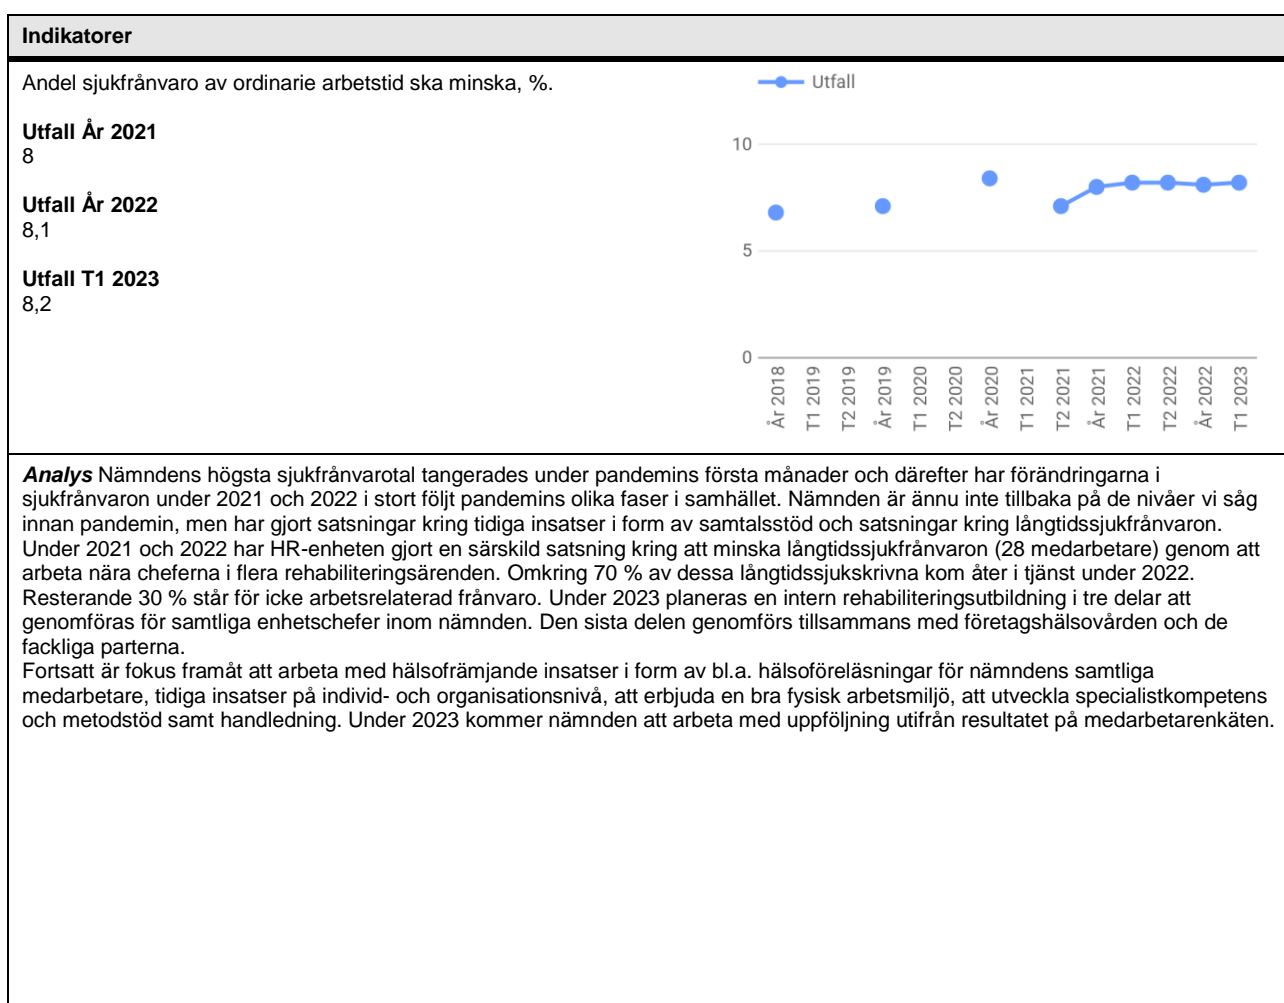 Indikatorer
Andel sjukfrånvaro av ordinarie arbetstid ska minska, %.
Utfall År 2021
8
Utfall År 2022
8,1
Utfall T1 2023
8,2
Utfall
10
5
0
År 2018
T1 2019
T2 2019
År 2019
T1 2020
T2 2020
År 2020
T1 2021
T2 2021
År 2021
T1 2022
T2 2022
År 2022
T1 2023
Analys Nämndens högsta sjukfrånvarotal tangerades under pandemins första månader och därefter har förändringarna i
sjukfrånvaron under 2021 och 2022 i stort följt pandemins olika faser i samhället. Nämnden är ännu inte tillbaka på de nivåer vi såg
innan pandemin, men har gjort satsningar kring tidiga insatser i form av samtalsstöd och satsningar kring långtidssjukfrånvaron.
Under 2021 och 2022 har HR-enheten gjort en särskild satsning kring att minska långtidssjukfrånvaron (28 medarbetare) genom att
arbeta nära cheferna i flera rehabiliteringsärenden. Omkring 70 % av dessa långtidssjukskrivna kom åter i tjänst under 2022.
Resterande 30 % står för icke arbetsrelaterad frånvaro. Under 2023 planeras en intern rehabiliteringsutbildning i tre delar att
genomföras för samtliga enhetschefer inom nämnden. Den sista delen genomförs tillsammans med företagshälsovården och de
fackliga parterna.
Fortsatt är fokus framåt att arbeta med hälsofrämjande insatser i form av bl.a. hälsoföreläsningar för nämndens samtliga
medarbetare, tidiga insatser på individ- och organisationsnivå, att erbjuda en bra fysisk arbetsmiljö, att utveckla specialistkompetens
och metodstöd samt handledning. Under 2023 kommer nämnden att arbeta med uppföljning utifrån resultatet på medarbetarenkäten.